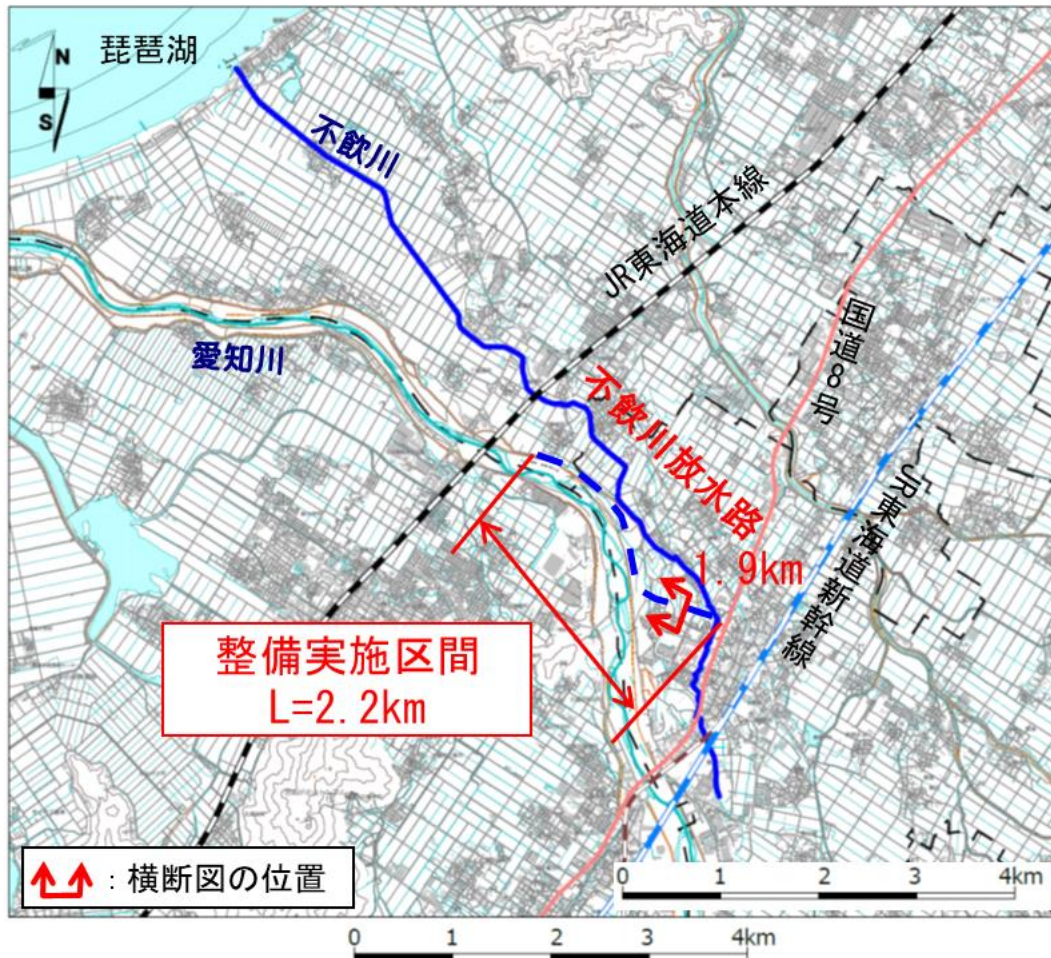 琵琶湖
N
S
不飲川
JR東海道本線
愛知川
国道8号
不飲川放水路
1.9km
JR東海道新幹線
整備実施区間
L=2.2km
:横断図の位置
0 1 2 3 4km
0 1 2 3 4km